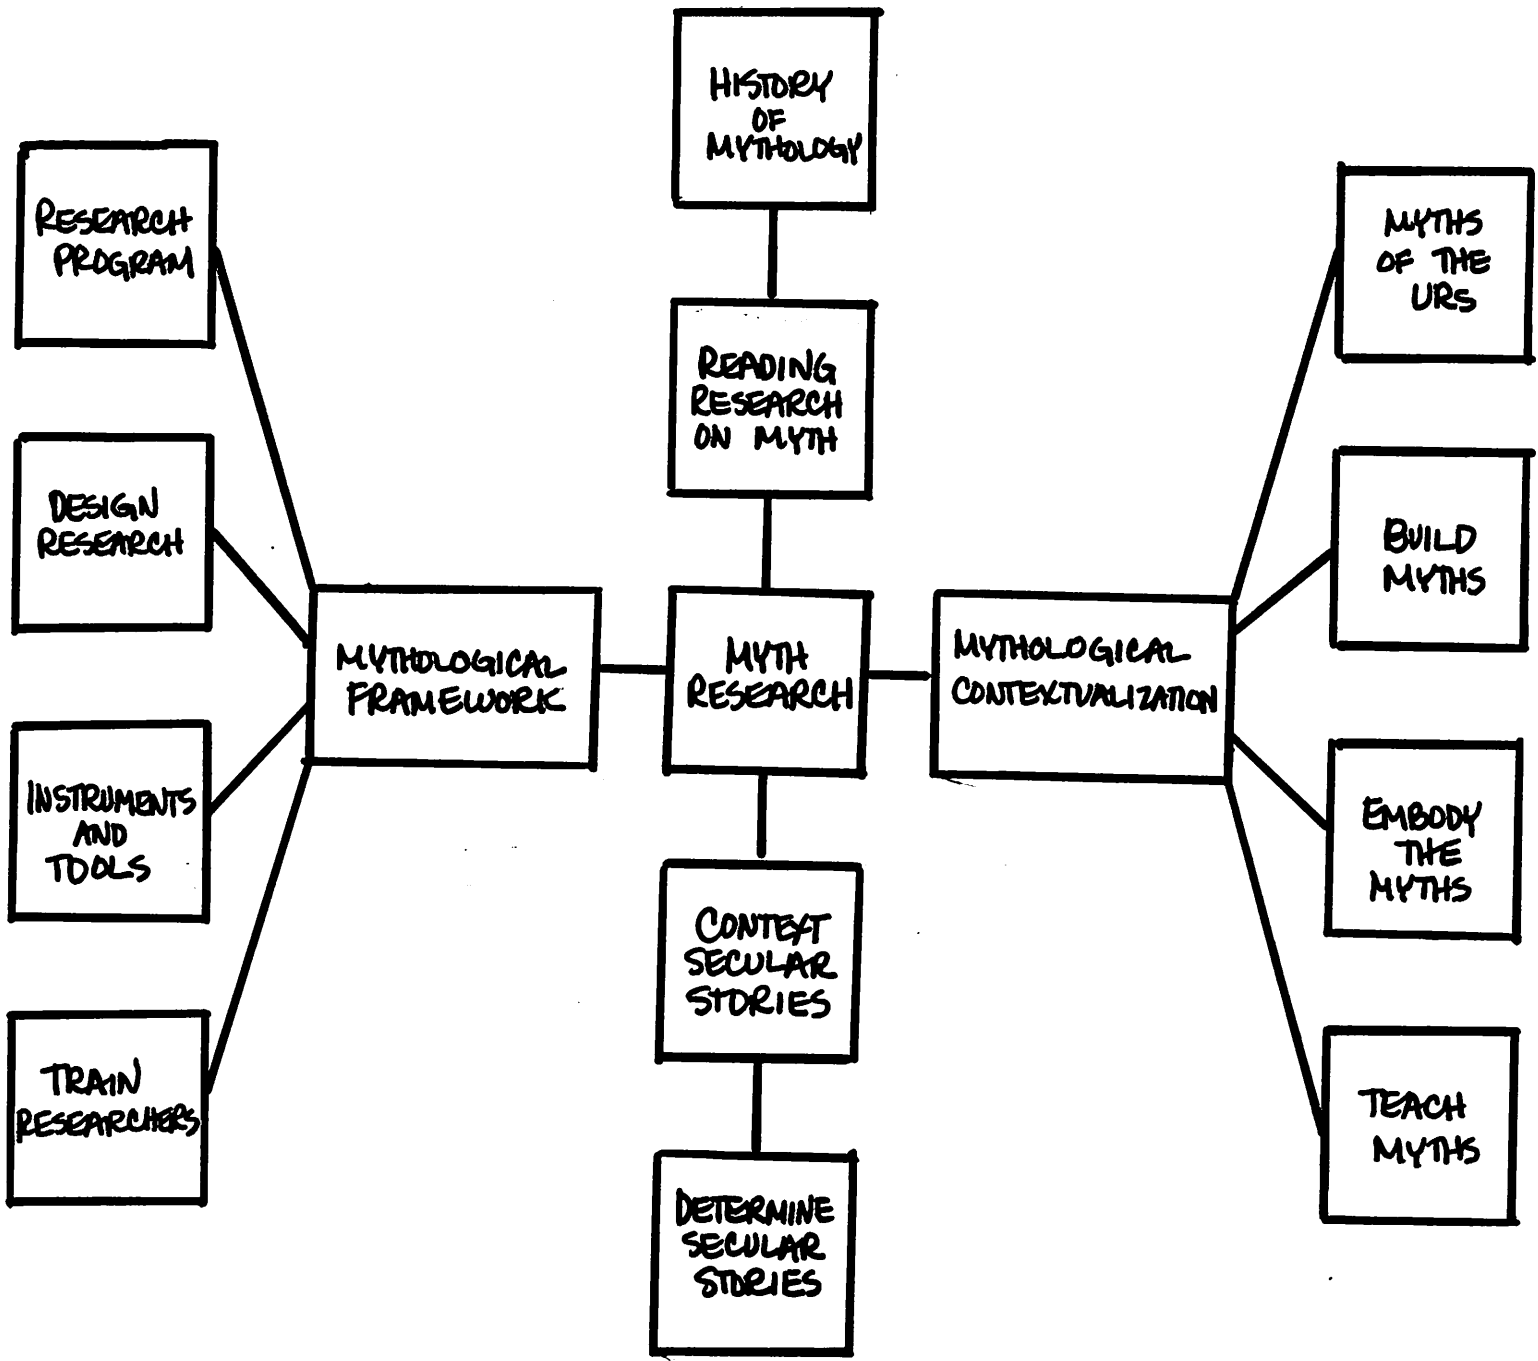 HISTORY
OF
MYTHOLOGY
RESEARCH
PROGRAM
MYTHS
OF THE
URS
READING
RESEARCH
ON MYTH
DESIGN
RESEARCH
BUILD
MYTHS
MYTHOLOGICAL
FRAMEWORK
MYTH
RESEARCH
MYTHOLOGICAL
CONTEXTUALIZATION
INSTRUMENTS
AND
TOOLS
EMBODY
THE
MYTHS
CONTEXT
SECULAR
STORIES
TRAIN
RESEARCHERS
TEACH
MYTHS
DETERMINE
SECULAR
STORIES